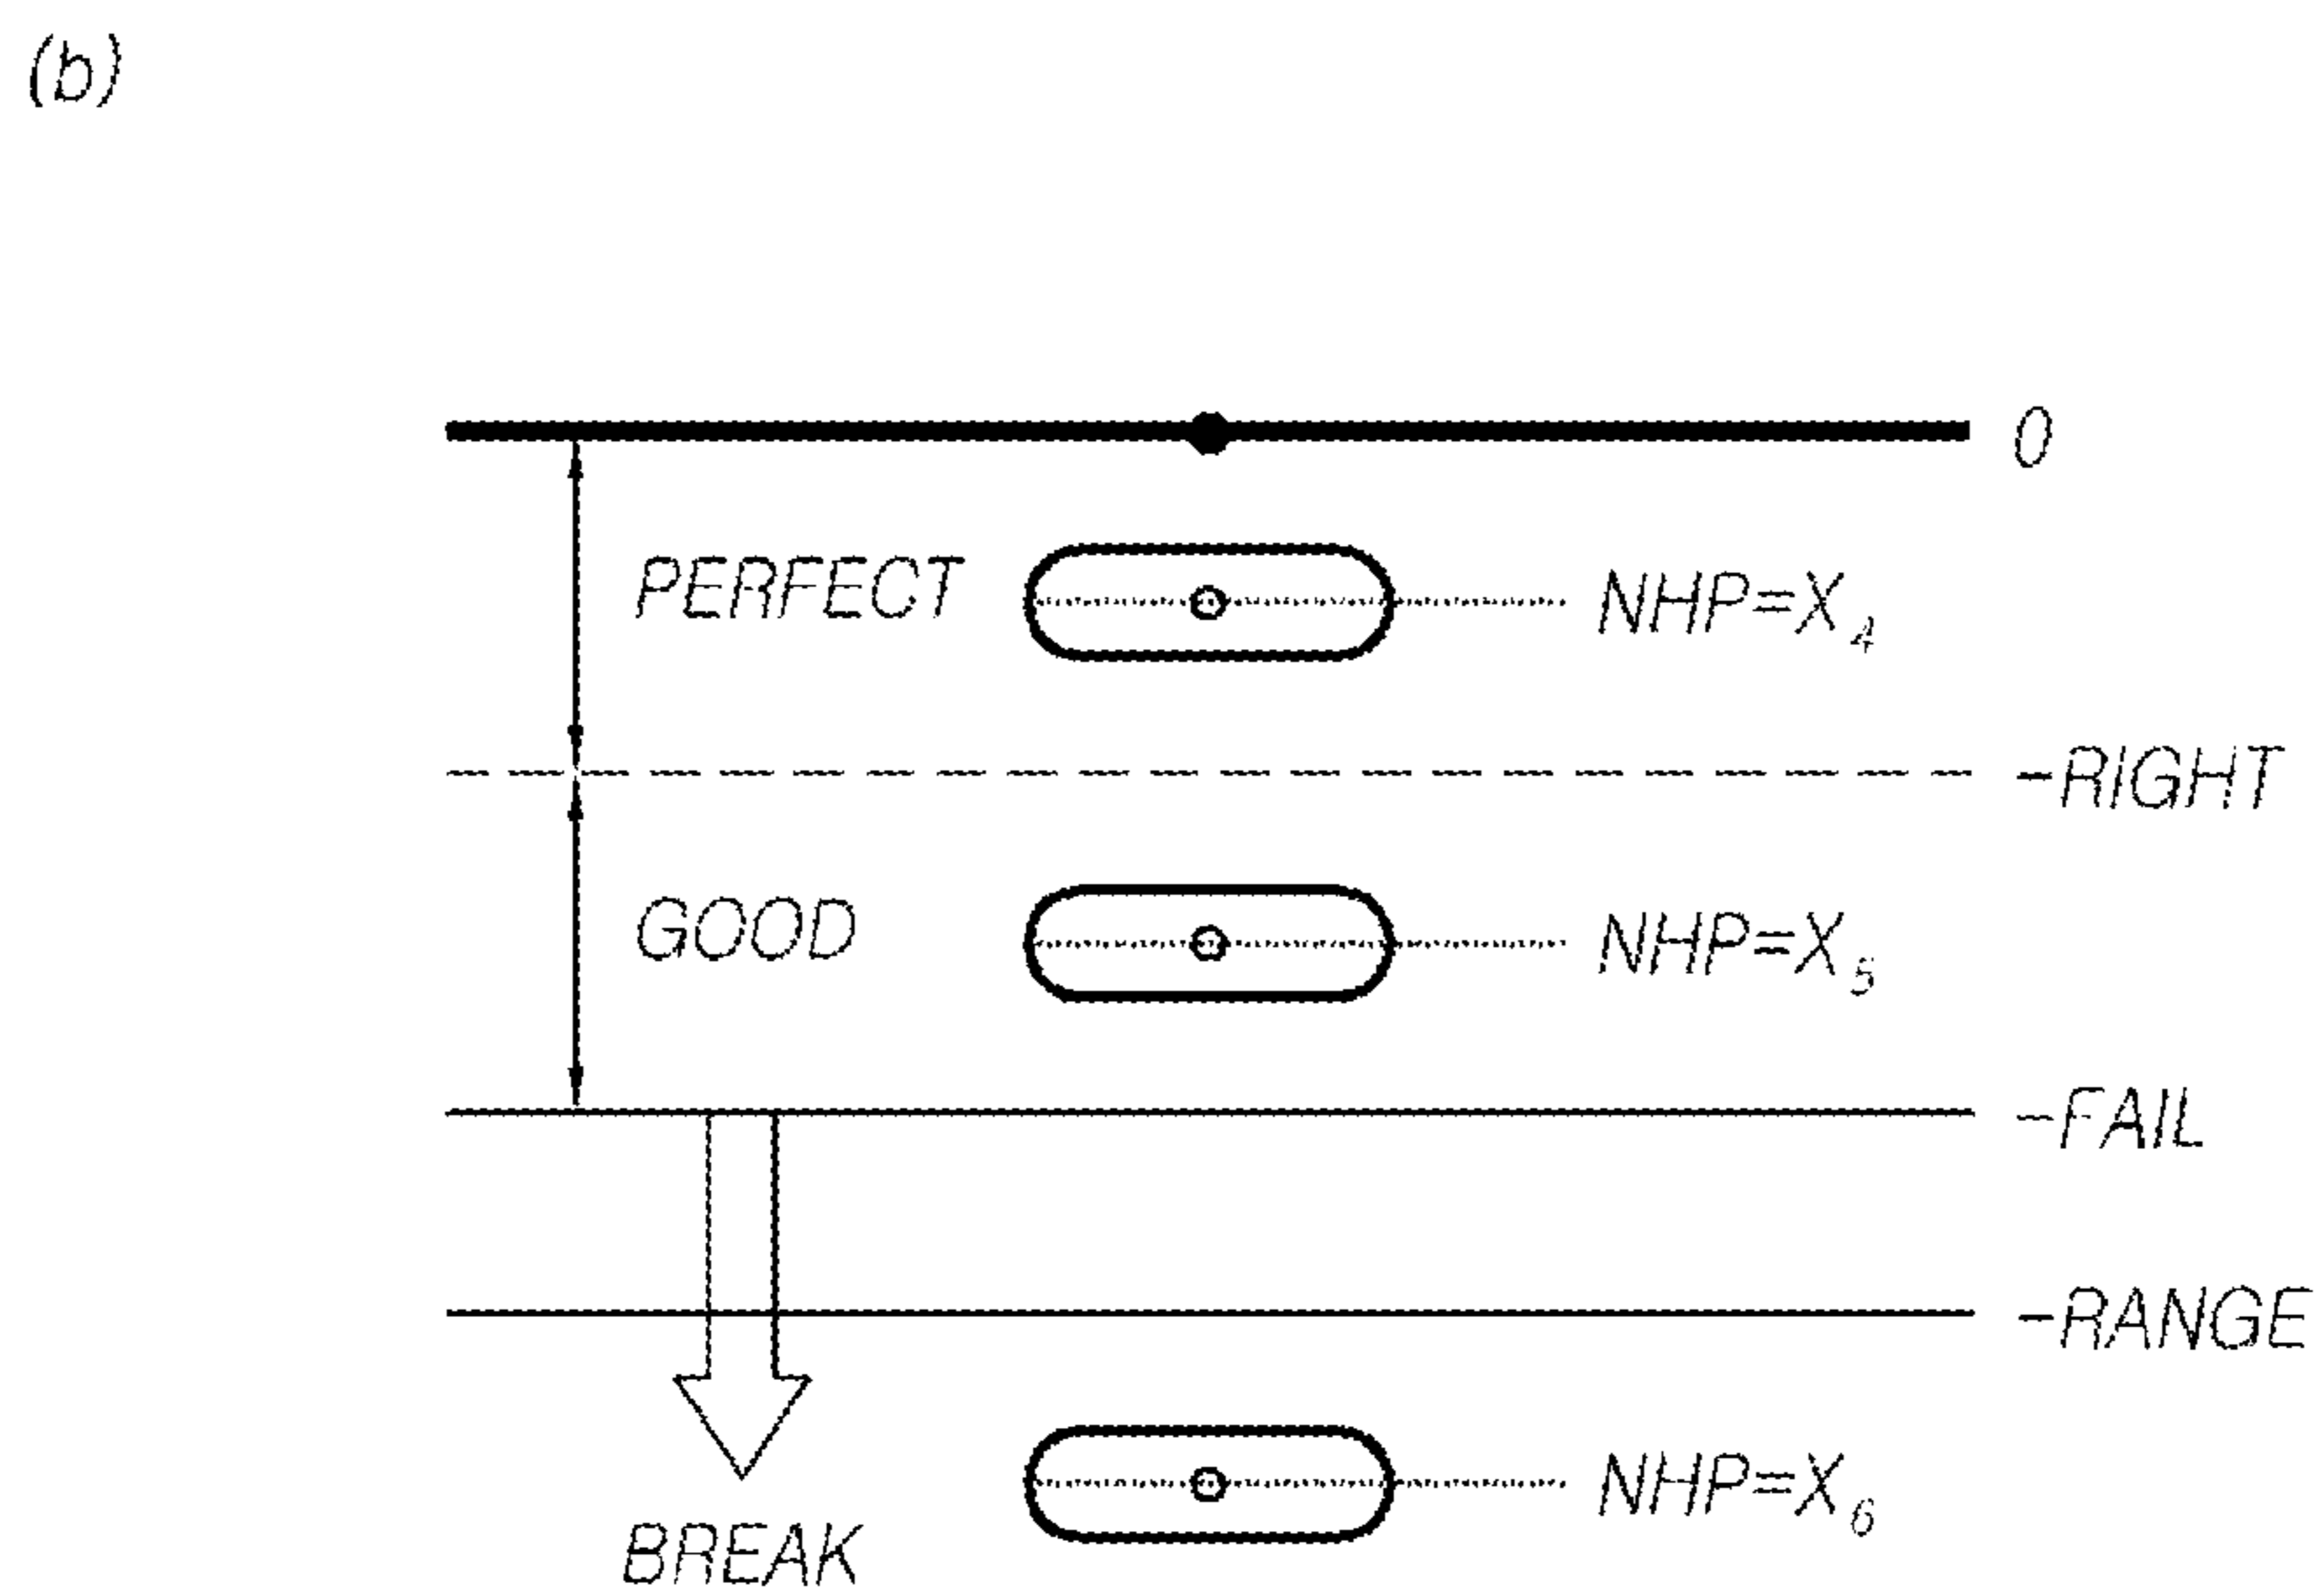 (b)
0
PERFECT NHP=X₄
-RIGHT
GOOD NHP=X₅
-FAIL
-RANGE
NHP=X₆
BREAK